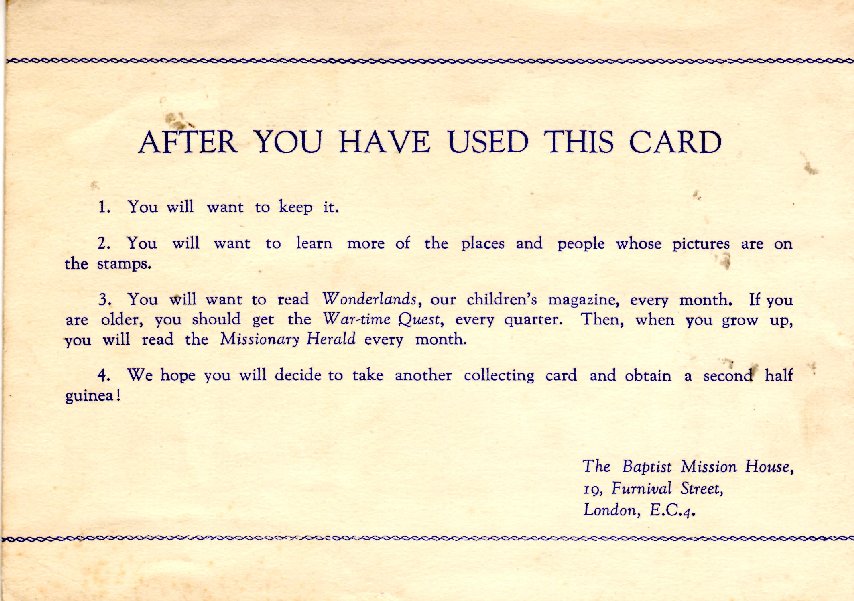 AFTER YOU HAVE USED THIS CARD
1. You will want to keep it.
2. You will want to learn more of the places and people whose pictures are on
the stamps.
3. You will want to read Wonderlands, our children's magazine, every month. If you
are older, you should get the War-time Quest, every quarter. Then, when you grow up,
you will read the Missionary Herald every month.
4. We hope you will decide to take another collecting card and obtain a second half
guinea!
The Baptist Mission House,
19, Furnival Street,
London, E.C.4.